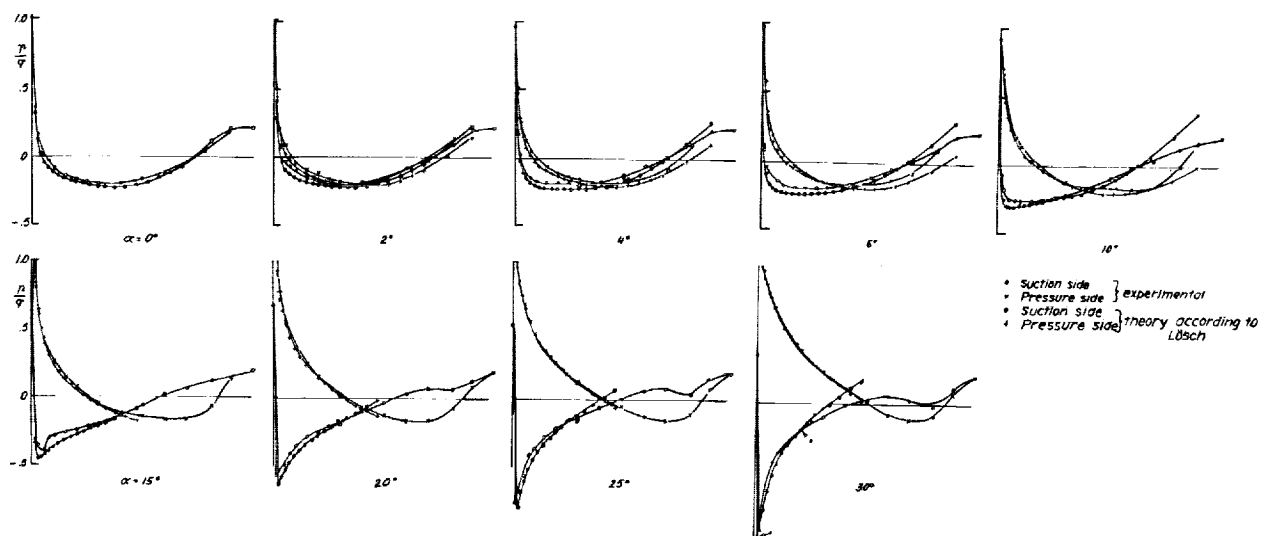 1.0
p/q
.5
0
-.5
α = 0°
2°
4°
6°
10°
1.0
p/q
.5
0
-.5
α = 15°
20°
25°
30°
Suction side
Pressure side } experimental
Suction side
Pressure side } theory according to
Lösch